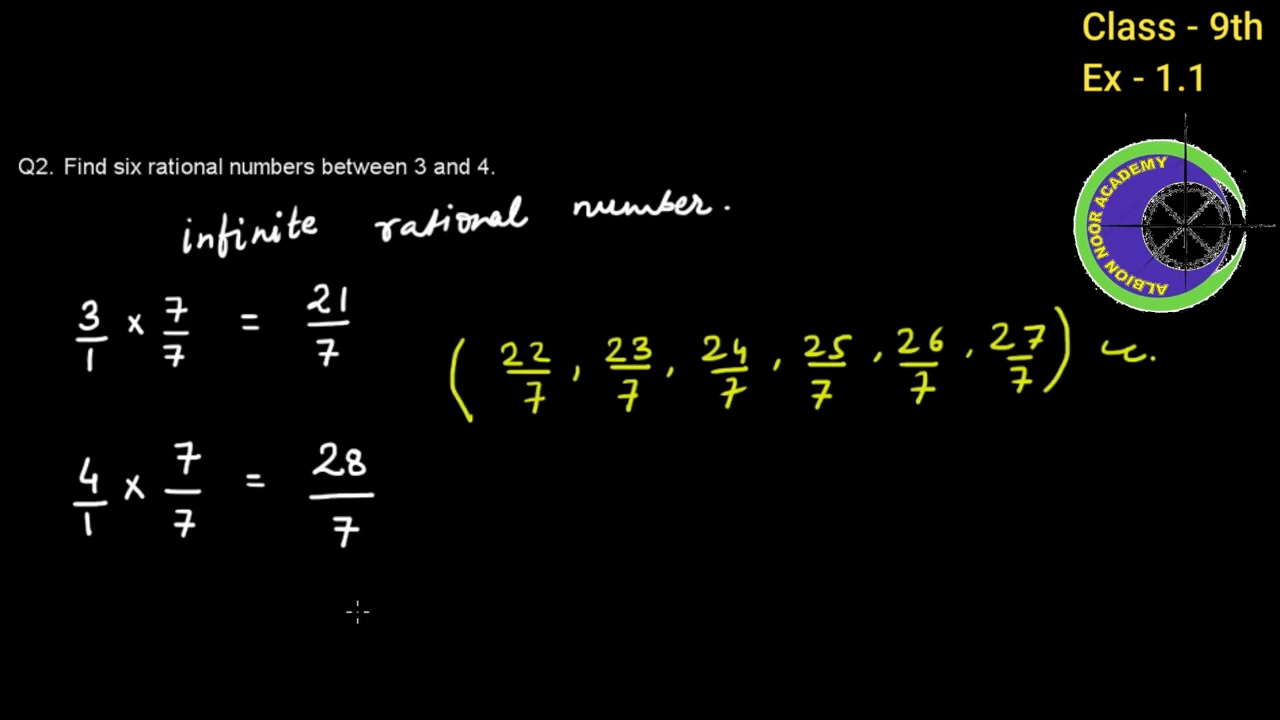 Class - 9th
Ex - 1.1
ALBION NOOR ACADEMY
Q2. Find six rational numbers between 3 and 4.
infinite rational number.
3/1 × 7/7 = 21/7
(22/7, 23/7, 24/7, 25/7, 26/7, 27/7)
4/1 × 7/7 = 28/7